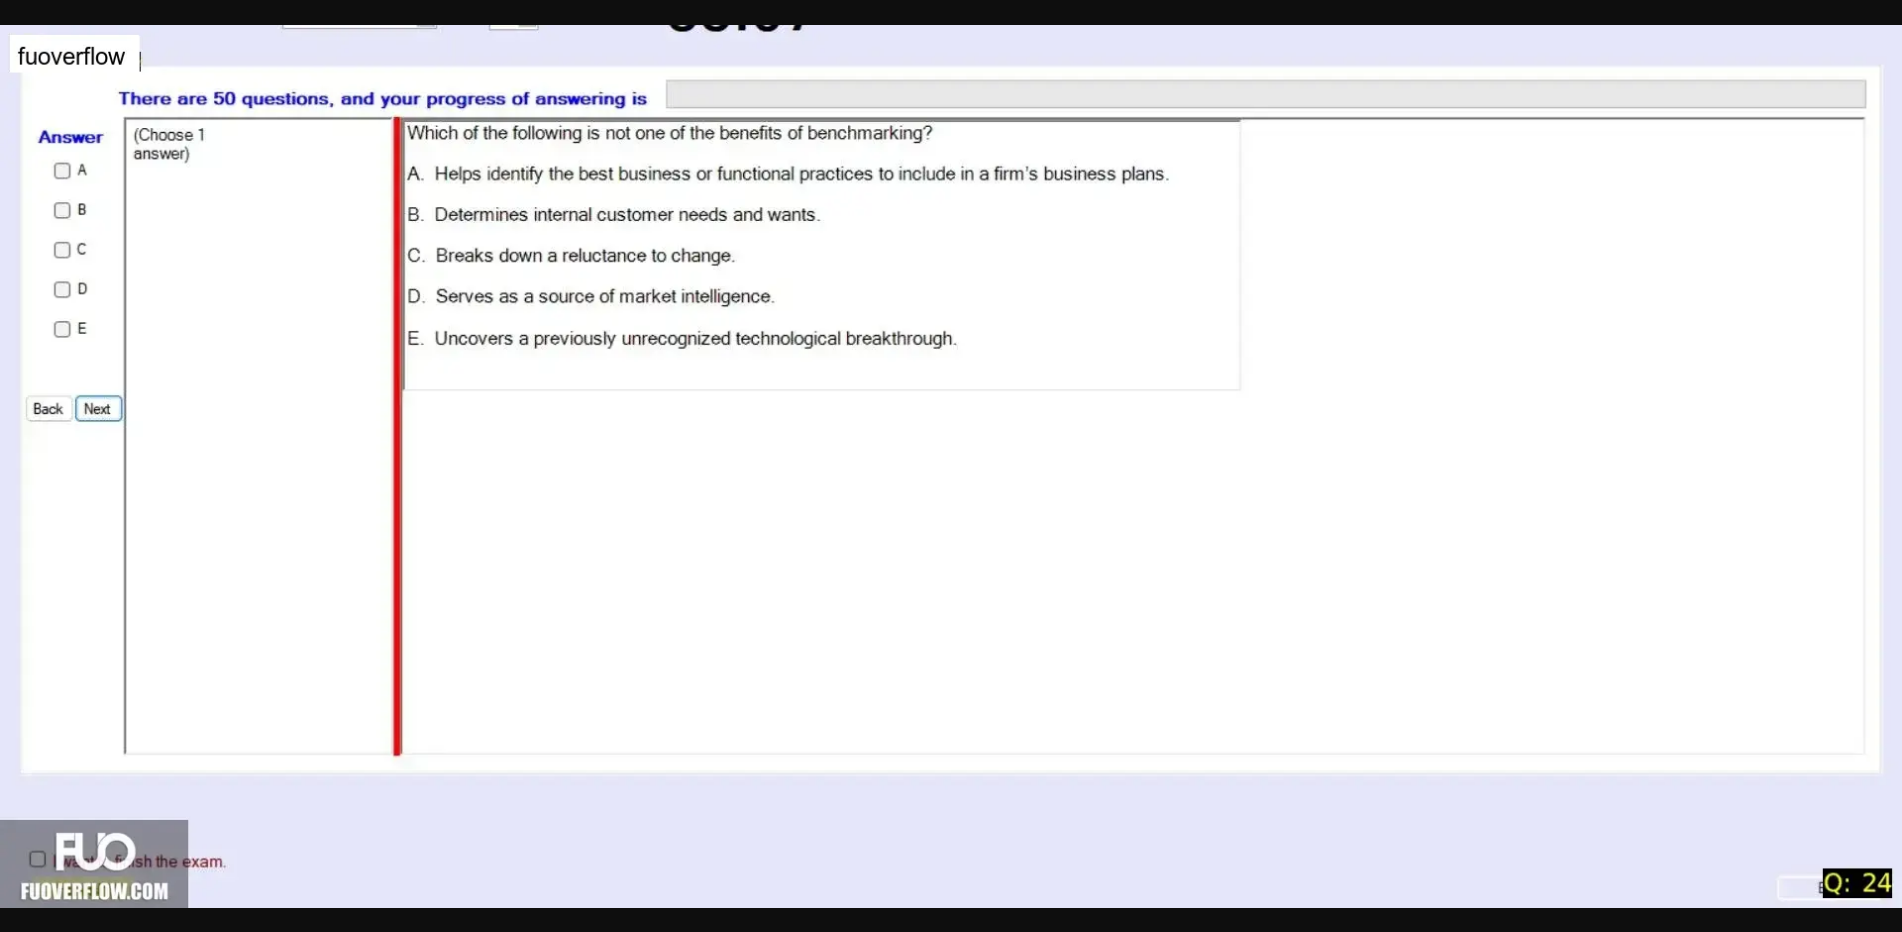 fuoverflow
There are 50 questions, and your progress of answering is
Answer
(Choose 1
answer)
A
B
C
D
E
Back Next
Which of the following is not one of the benefits of benchmarking?
A. Helps identify the best business or functional practices to include in a firm's business plans.
B. Determines internal customer needs and wants.
C. Breaks down a reluctance to change.
D. Serves as a source of market intelligence.
E. Uncovers a previously unrecognized technological breakthrough.
FUO
the exam.
FUOVERFLOW.COM
Q: 24